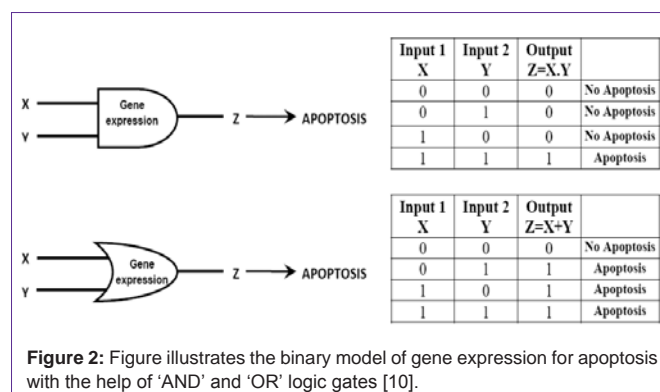 X
Y
Gene
expression
Z
APOPTOSIS
Input 1 Input 2 Output
X Y Z=X.Y
0 0 0 No Apoptosis
0 1 0 No Apoptosis
1 0 0 No Apoptosis
1 1 1 Apoptosis
X
Y
Gene
expression
Z
APOPTOSIS
Input 1 Input 2 Output
X Y Z=X+Y
0 0 0 No Apoptosis
0 1 1 Apoptosis
1 0 1 Apoptosis
1 1 1 Apoptosis
Figure 2: Figure illustrates the binary model of gene expression for apoptosis
with the help of ‘AND’ and ‘OR’ logic gates [10].